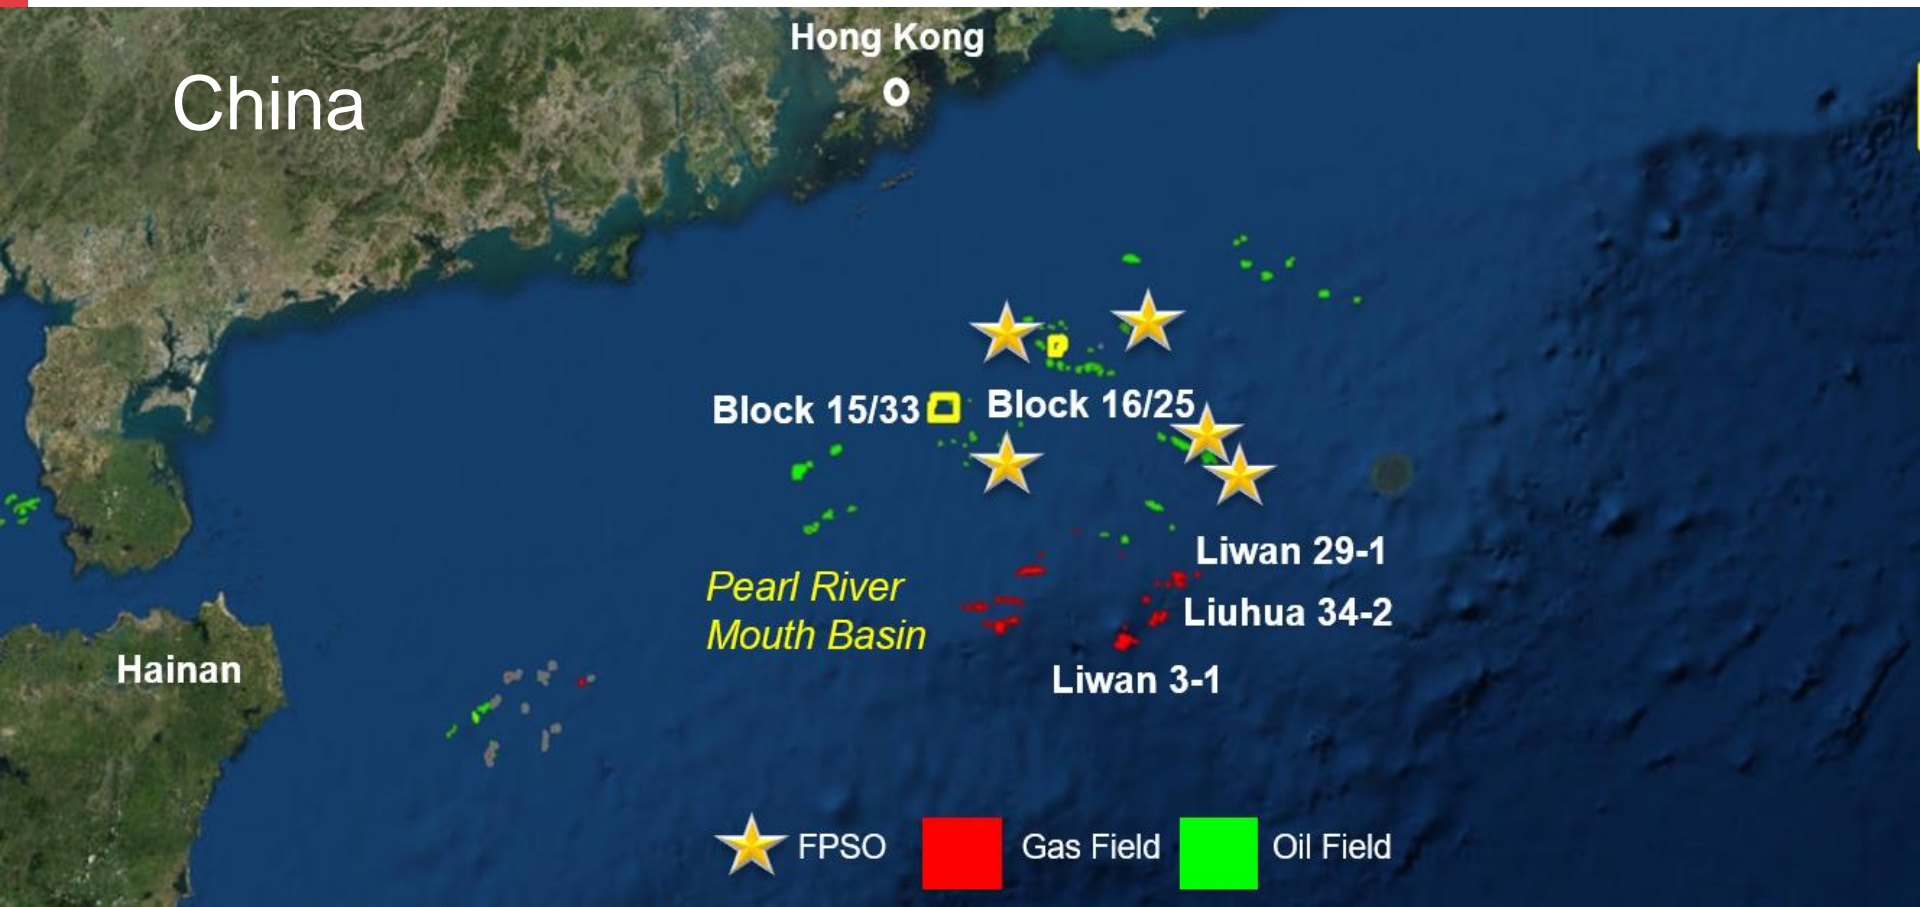 Hong Kong
China
Block 15/33
Block 16/25
Liwan 29-1
Pearl River
Mouth Basin
Liuhua 34-2
Hainan
Liwan 3-1
FPSO
Gas Field
Oil Field